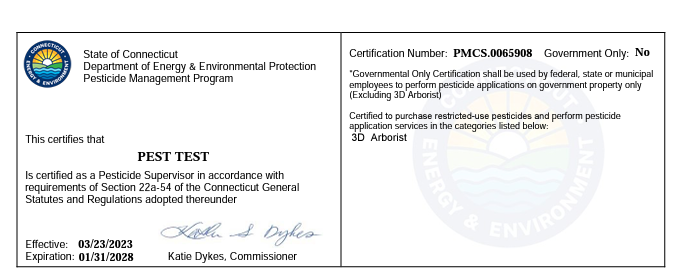 CONNECTICUT
ENERGY & ENVIRONMENT
State of Connecticut
Department of Energy & Environmental Protection
Pesticide Management Program
This certifies that
PEST TEST
Is certified as a Pesticide Supervisor in accordance with
requirements of Section 22a-54 of the Connecticut General
Statutes and Regulations adopted thereunder
Katie S Dykes
Effective: 03/23/2023
Expiration: 01/31/2028 Katie Dykes, Commissioner
Certification Number: PMCS.0065908 Government Only: No
*Governmental Only Certification shall be used by federal, state or municipal
employees to perform pesticide applications on government property only
(Excluding 3D Arborist)
Certified to purchase restricted-use pesticides and perform pesticide
application services in the categories listed below:
3D Arborist
ENERGY & ENVIRONMENT